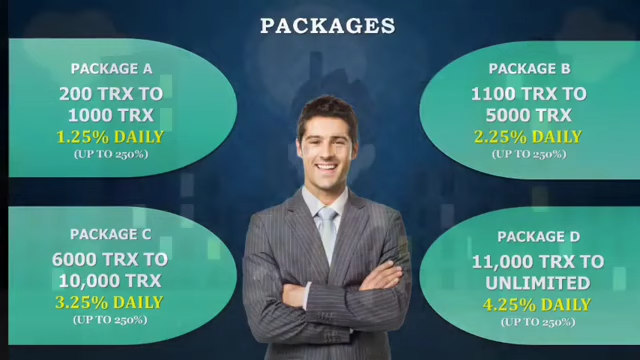 PACKAGES
PACKAGE A
200 TRX TO
1000 TRX
1.25% DAILY
(UP TO 250%)
PACKAGE B
1100 TRX TO
5000 TRX
2.25% DAILY
(UP TO 250%)
PACKAGE C
6000 TRX TO
10,000 TRX
3.25% DAILY
(UP TO 250%)
PACKAGE D
11,000 TRX TO
UNLIMITED
4.25% DAILY
(UP TO 250%)